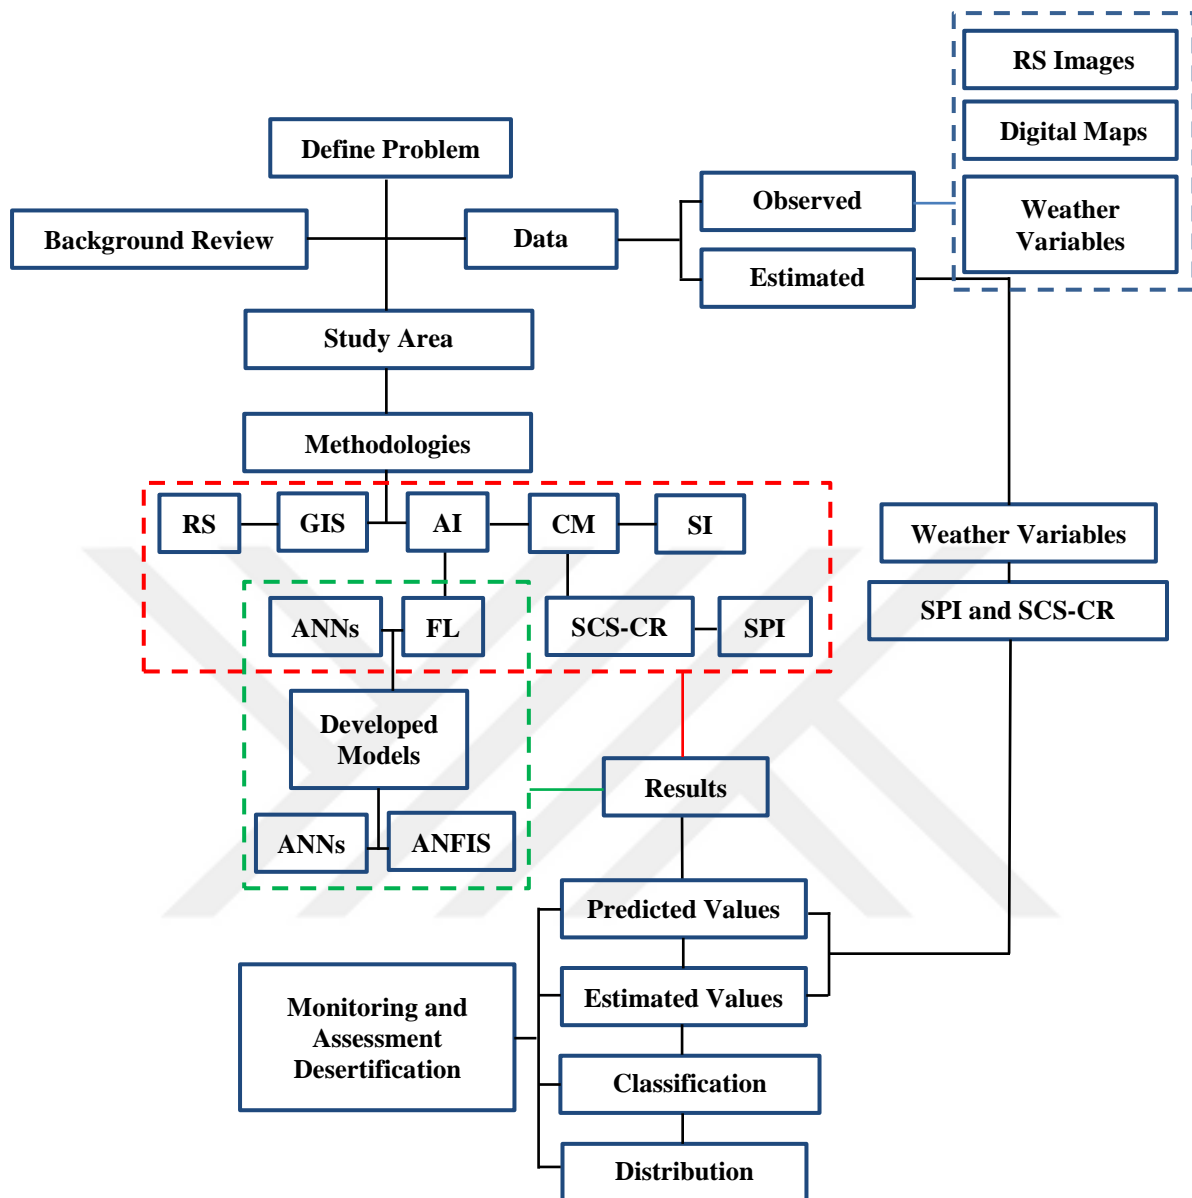 RS Images
Digital Maps
Define Problem
Observed
Weather
Variables
Background Review
Data
Estimated
Study Area
Methodologies
RS
GIS
AI
CM
SI
Weather Variables
ANNs
FL
SCS-CR
SPI
SPI and SCS-CR
Developed
Models
Results
ANNs
ANFIS
Predicted Values
Estimated Values
Monitoring and
Assessment
Desertification
Classification
Distribution